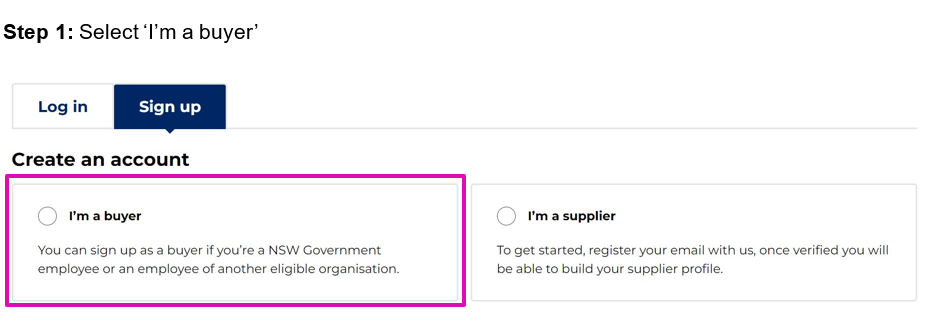 Step 1: Select ‘I’m a buyer’
Log in
Sign up
Create an account
I’m a buyer
You can sign up as a buyer if you’re a NSW Government
employee or an employee of another eligible organisation.
I’m a supplier
To get started, register your email with us, once verified you will
be able to build your supplier profile.